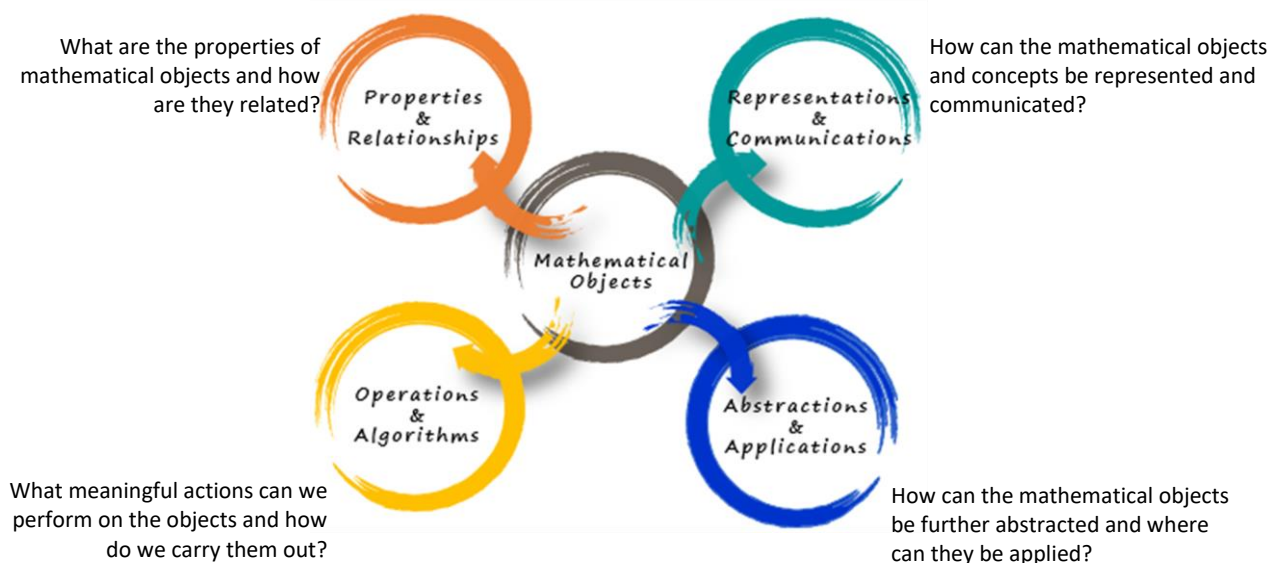 What are the properties of
mathematical objects and how
are they related?
Properties
&
Relationships
How can the mathematical objects
and concepts be represented and
communicated?
Representations
&
Communications
Mathematical
Objects
What meaningful actions can we
perform on the objects and how
do we carry them out?
Operations
&
Algorithms
Abstractions
&
Applications
How can the mathematical objects
be further abstracted and where
can they be applied?